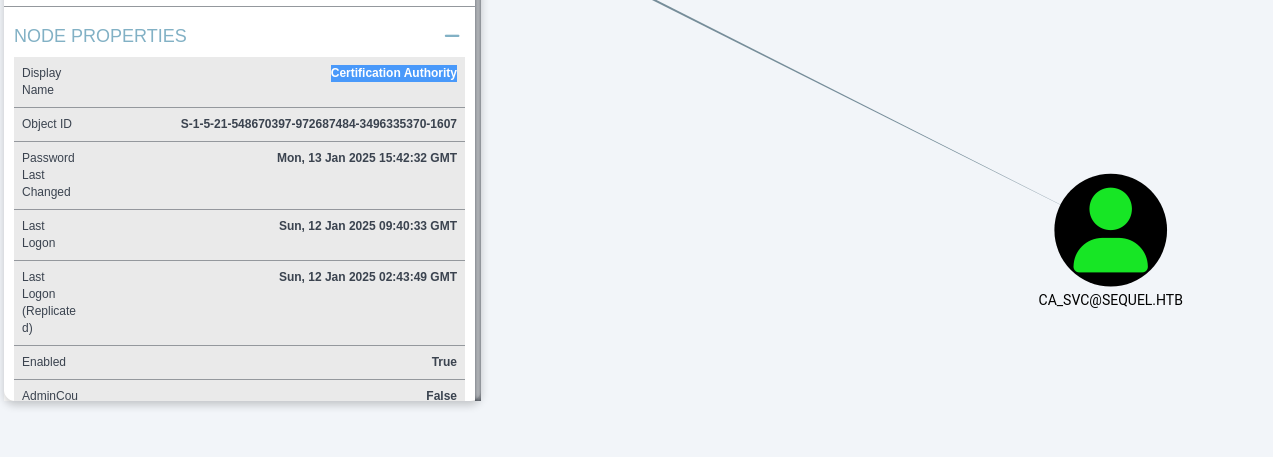 NODE PROPERTIES
Display Name
Certification Authority
Object ID
S-1-5-21-548670397-972687484-3496335370-1607
Password Last Changed
Mon, 13 Jan 2025 15:42:32 GMT
Last Logon
Sun, 12 Jan 2025 09:40:33 GMT
Last Logon (Replicated)
Sun, 12 Jan 2025 02:43:49 GMT
Enabled
True
AdminCou
False
CA_SVC@SEQUEL.HTB